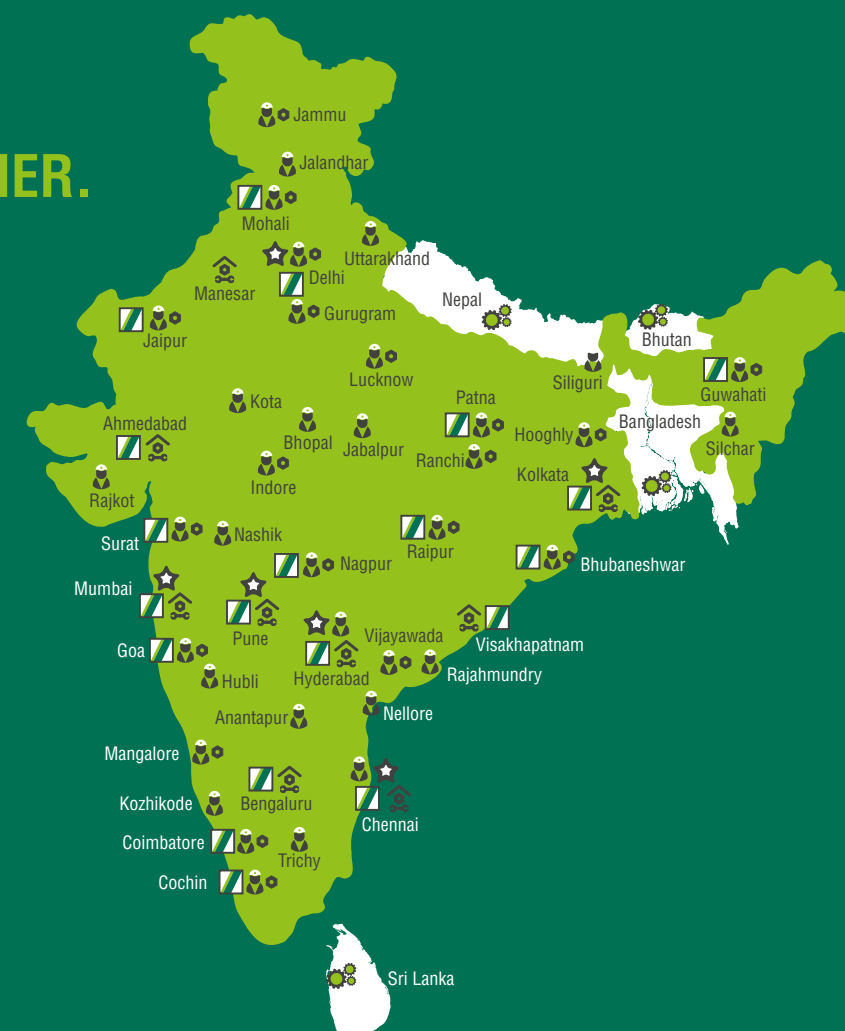 Jammu
IER.
Jalandhar
Mohali
Uttarakhand
Delhi
Manesar
Nepal
Gurugram
Jaipur
Bhutan
Lucknow
Siliguri
Guwahati
Kota
Patna
Ahmedabad
Bhopal
Jabalpur
Hooghly
Bangladesh
Silchar
Ranchi
Kolkata
Indore
Rajkot
Surat
Nashik
Raipur
Nagpur
Bhubaneshwar
Mumbai
Pune
Vijayawada
Visakhapatnam
Goa
Hyderabad
Rajahmundry
Hubli
Anantapur
Nellore
Mangalore
Kozhikode
Bengaluru
Chennai
Coimbatore
Trichy
Cochin
Sri Lanka